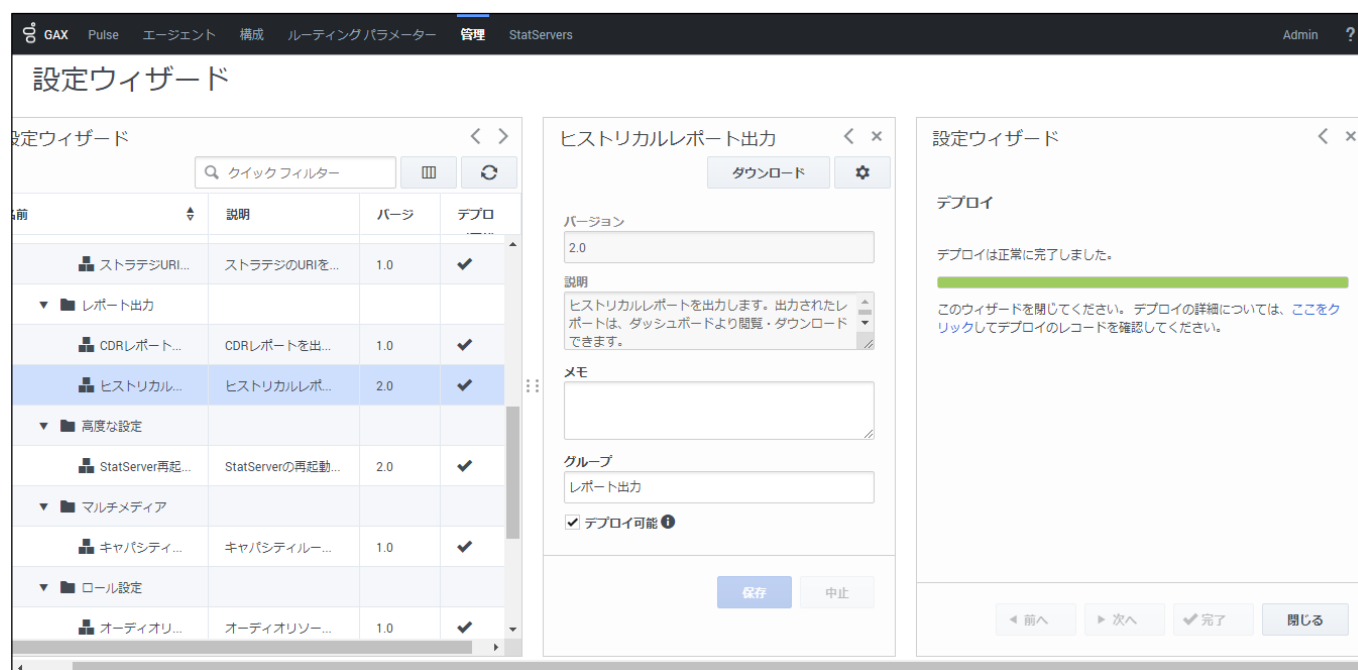 GAX Pulse エージェント 構成 ルーティング パラメーター 管理 StatServers Admin ?
設定ウィザード
設定ウィザード
クイック フィルター
名前 説明 バージ デプロ
ストラテジURI... ストラテジのURIを... 1.0
レポート出力
CDRレポート... CDRレポートを出... 1.0
ヒストリカル... ヒストリカルレポ... 2.0
高度な設定
StatServer再起... StatServerの再起動... 2.0
マルチメディア
キャパシティ... キャパシティルー... 1.0
ロール設定
オーディオリ... オーディオリソー... 1.0
ヒストリカルレポート出力
ダウンロード
バージョン
2.0
説明
ヒストリカルレポートを出力します。出力されたレ
ポートは、ダッシュボードより閲覧・ダウンロード
できます。
メモ
グループ
レポート出力
デプロイ可能
保存 中止
設定ウィザード
デプロイ
デプロイは正常に完了しました。
このウィザードを閉じてください。 デプロイの詳細については、ここをク
リックしてデプロイのレコードを確認してください。
前へ 次へ 完了 閉じる